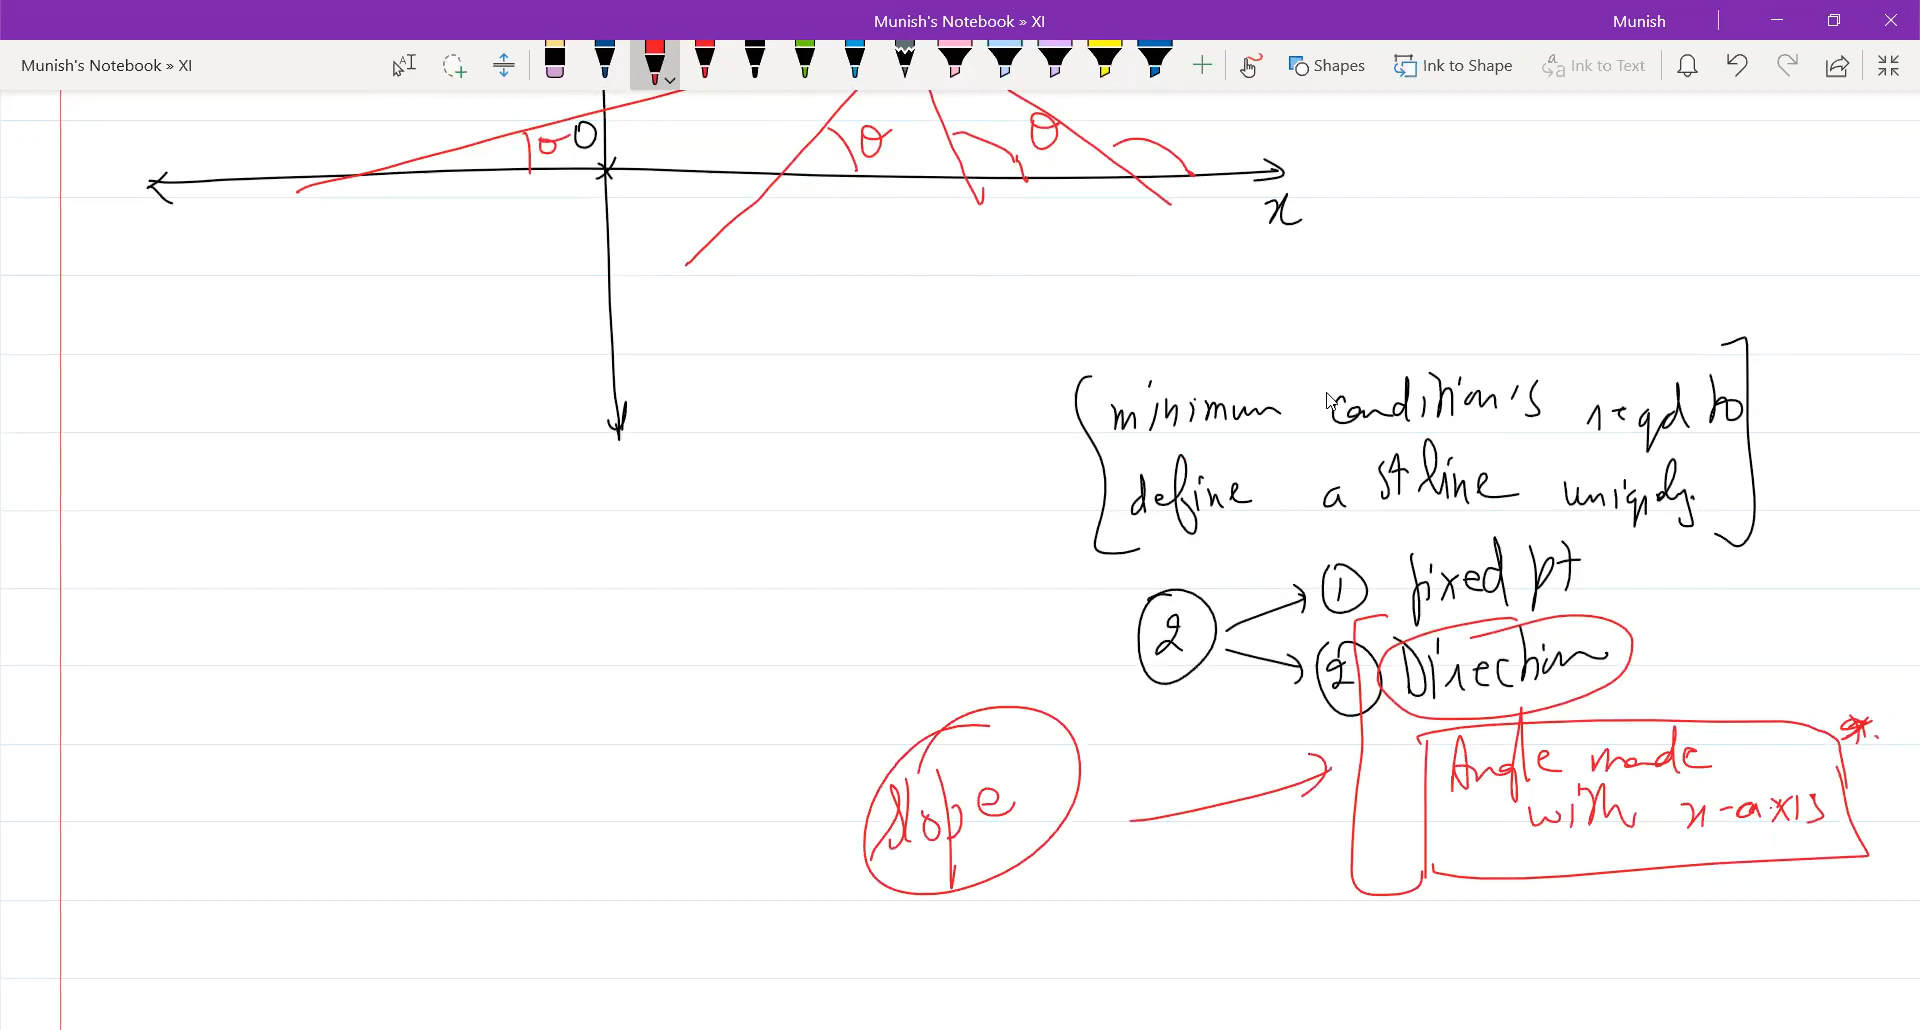 Munish's Notebook » XI
Munish
Munish's Notebook » XI
Shapes
Ink to Shape
Ink to Text
θ O θ θ
x
minimum condition's reqd to
define a st line uniqely.
2 → ① fixed pt
→ ② Direction
Slope → Angle made *
with x-axis